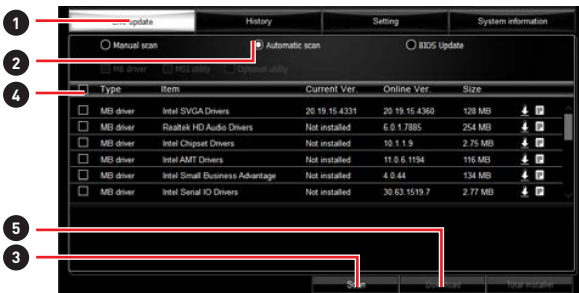 1
Live update History Setting System information
Manual scan Automatic scan BIOS Update
2
MB driver MSI utility Optional utility
4
Type Item Current Ver. Online Ver. Size
MB driver Intel SVGA Drivers 20.19.15.4331 20.19.15.4360 128 MB
MB driver Realtek HD Audio Drivers Not installed 6.0.1.7885 254 MB
MB driver Intel Chipset Drivers Not installed 10.1.1.9 2.75 MB
MB driver Intel AMT Drivers Not installed 11.0.6.1194 116 MB
MB driver Intel Small Business Advantage Not installed 4.0.44 134 MB
MB driver Intel Serial IO Drivers Not installed 30.63.1519.7 2.77 MB
5
3
Scan Download Total Installer